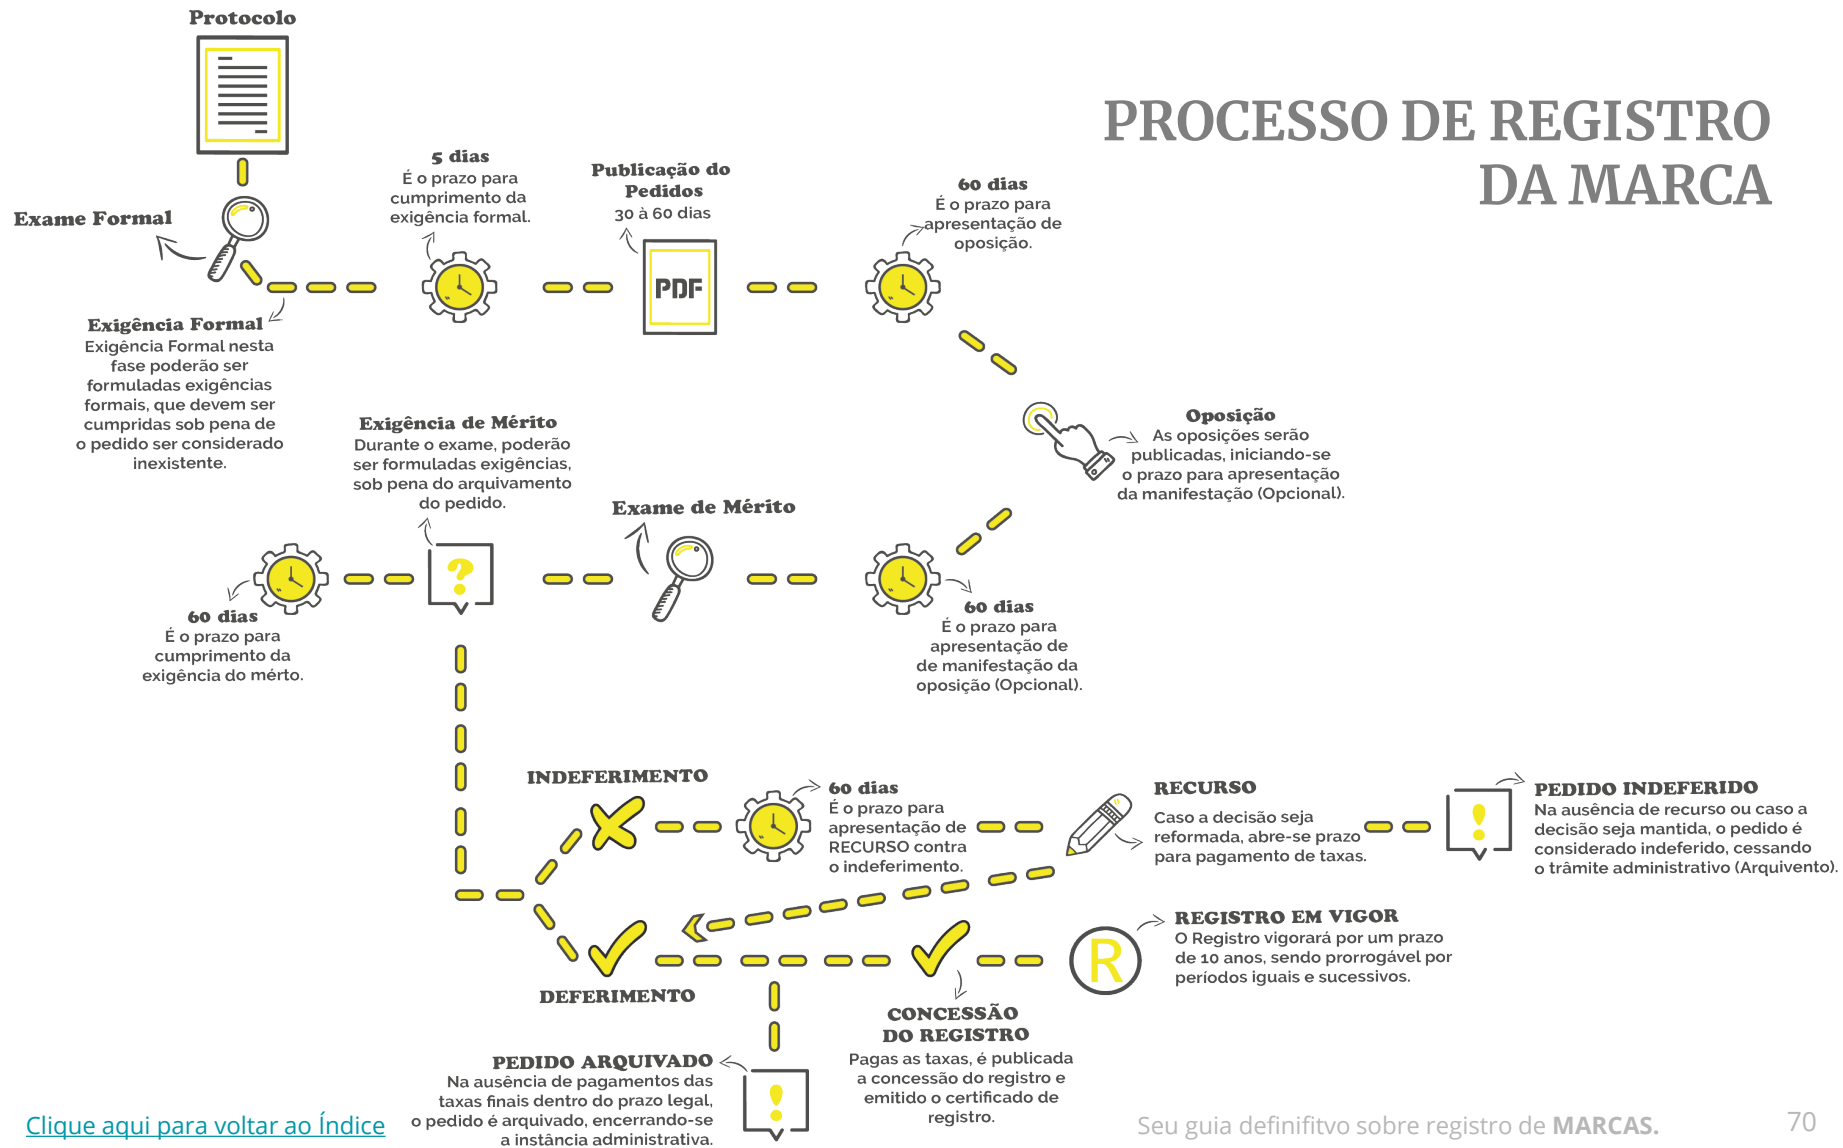 Protocolo
PROCESSO DE REGISTRO
DA MARCA
Exame Formal
5 dias
É o prazo para
cumprimento da
exigência formal.
Publicação do
Pedidos
30 à 60 dias
PDF
60 dias
É o prazo para
apresentação de
oposição.
Exigência Formal
Exigência Formal nesta
fase poderão ser
formuladas exigências
formais, que devem ser
cumpridas sob pena de
o pedido ser considerado
inexistente.
Oposição
As oposições serão
publicadas, iniciando-se
o prazo para apresentação
da manifestação (Opcional).
Exigência de Mérito
Durante o exame, poderão
ser formuladas exigências,
sob pena do arquivamento
do pedido.
Exame de Mérito
?
60 dias
É o prazo para
cumprimento da
exigência do mérto.
60 dias
É o prazo para
apresentação de
de manifestação da
oposição (Opcional).
INDEFERIMENTO
60 dias
É o prazo para
apresentação de
RECURSO contra
o indeferimento.
RECURSO
Caso a decisão seja
reformada, abre-se prazo
para pagamento de taxas.
!
PEDIDO INDEFERIDO
Na ausência de recurso ou caso a
decisão seja mantida, o pedido é
considerado indeferido, cessando
o trâmite administrativo (Arquivento).
DEFERIMENTO
R
REGISTRO EM VIGOR
O Registro vigorará por um prazo
de 10 anos, sendo prorrogável por
períodos iguais e sucessivos.
CONCESSÃO
DO REGISTRO
Pagas as taxas, é publicada
a concessão do registro e
emitido o certificado de
registro.
PEDIDO ARQUIVADO
Na ausência de pagamentos das
taxas finais dentro do prazo legal,
o pedido é arquivado, encerrando-se
a instância administrativa.
!
Clique aqui para voltar ao Índice
Seu guia definifitvo sobre registro de MARCAS.
70